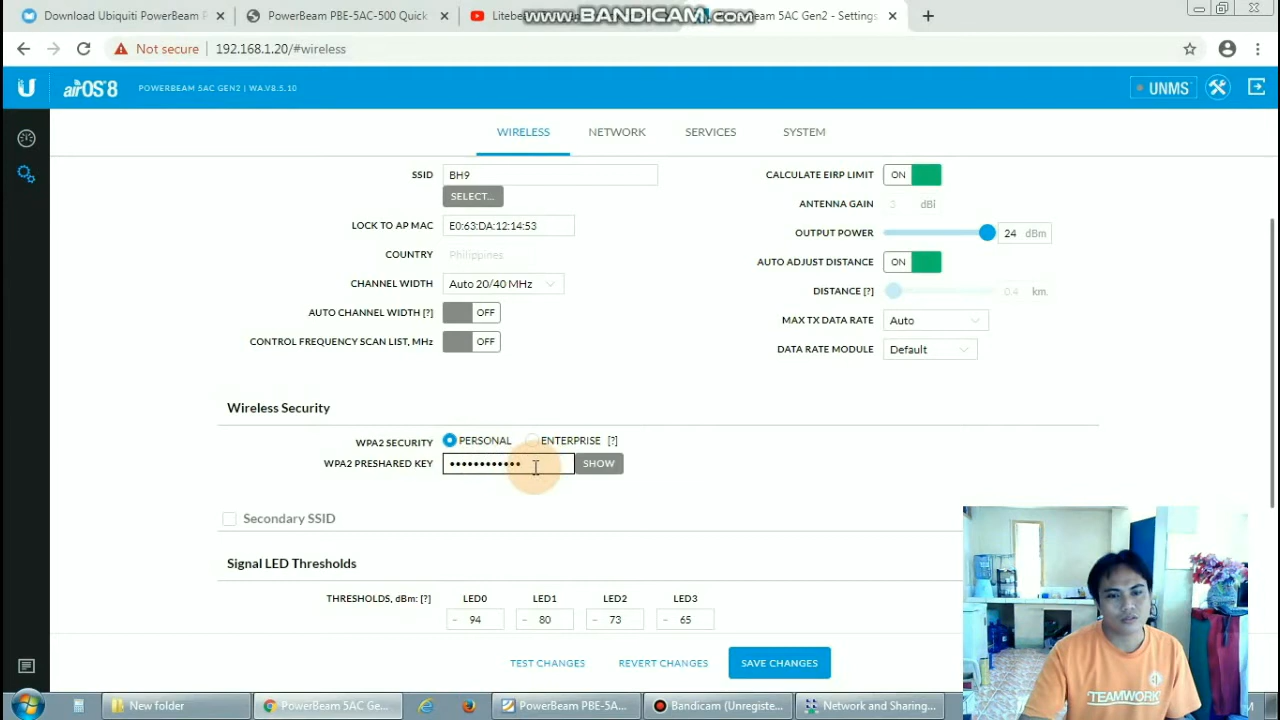 Download Ubiquiti PowerBeam P
PowerBeam PBE-5AC-500 Quick
Litebe
www.BANDICAM.com
Beam 5AC Gen2 - Settings
Not secure
192.168.1.20/#wireless
airOS 8
POWERBEAM 5AC GEN2 | WA.V8.5.10
UNMS
WIRELESS
NETWORK
SERVICES
SYSTEM
SSID
BH9
SELECT...
LOCK TO AP MAC
E0:63:DA:12:14:53
COUNTRY
Philippines
CHANNEL WIDTH
Auto 20/40 MHz
AUTO CHANNEL WIDTH [?]
OFF
CONTROL FREQUENCY SCAN LIST, MHz
OFF
CALCULATE EIRP LIMIT
ON
ANTENNA GAIN
3 dBi
OUTPUT POWER
24 dBm
AUTO ADJUST DISTANCE
ON
DISTANCE [?]
0.4 km.
MAX TX DATA RATE
Auto
DATA RATE MODULE
Default
Wireless Security
WPA2 SECURITY
PERSONAL
ENTERPRISE [?]
WPA2 PRESHARED KEY
••••••••••••
SHOW
Secondary SSID
Signal LED Thresholds
THRESHOLDS, dBm: [?]
LED0
LED1
LED2
LED3
- 94
- 80
- 73
- 65
TEST CHANGES
REVERT CHANGES
SAVE CHANGES
TEAMWORK
New folder
PowerBeam 5AC Ge...
PowerBeam PBE-5A...
Bandicam (Unregiste...
Network and Sharing...